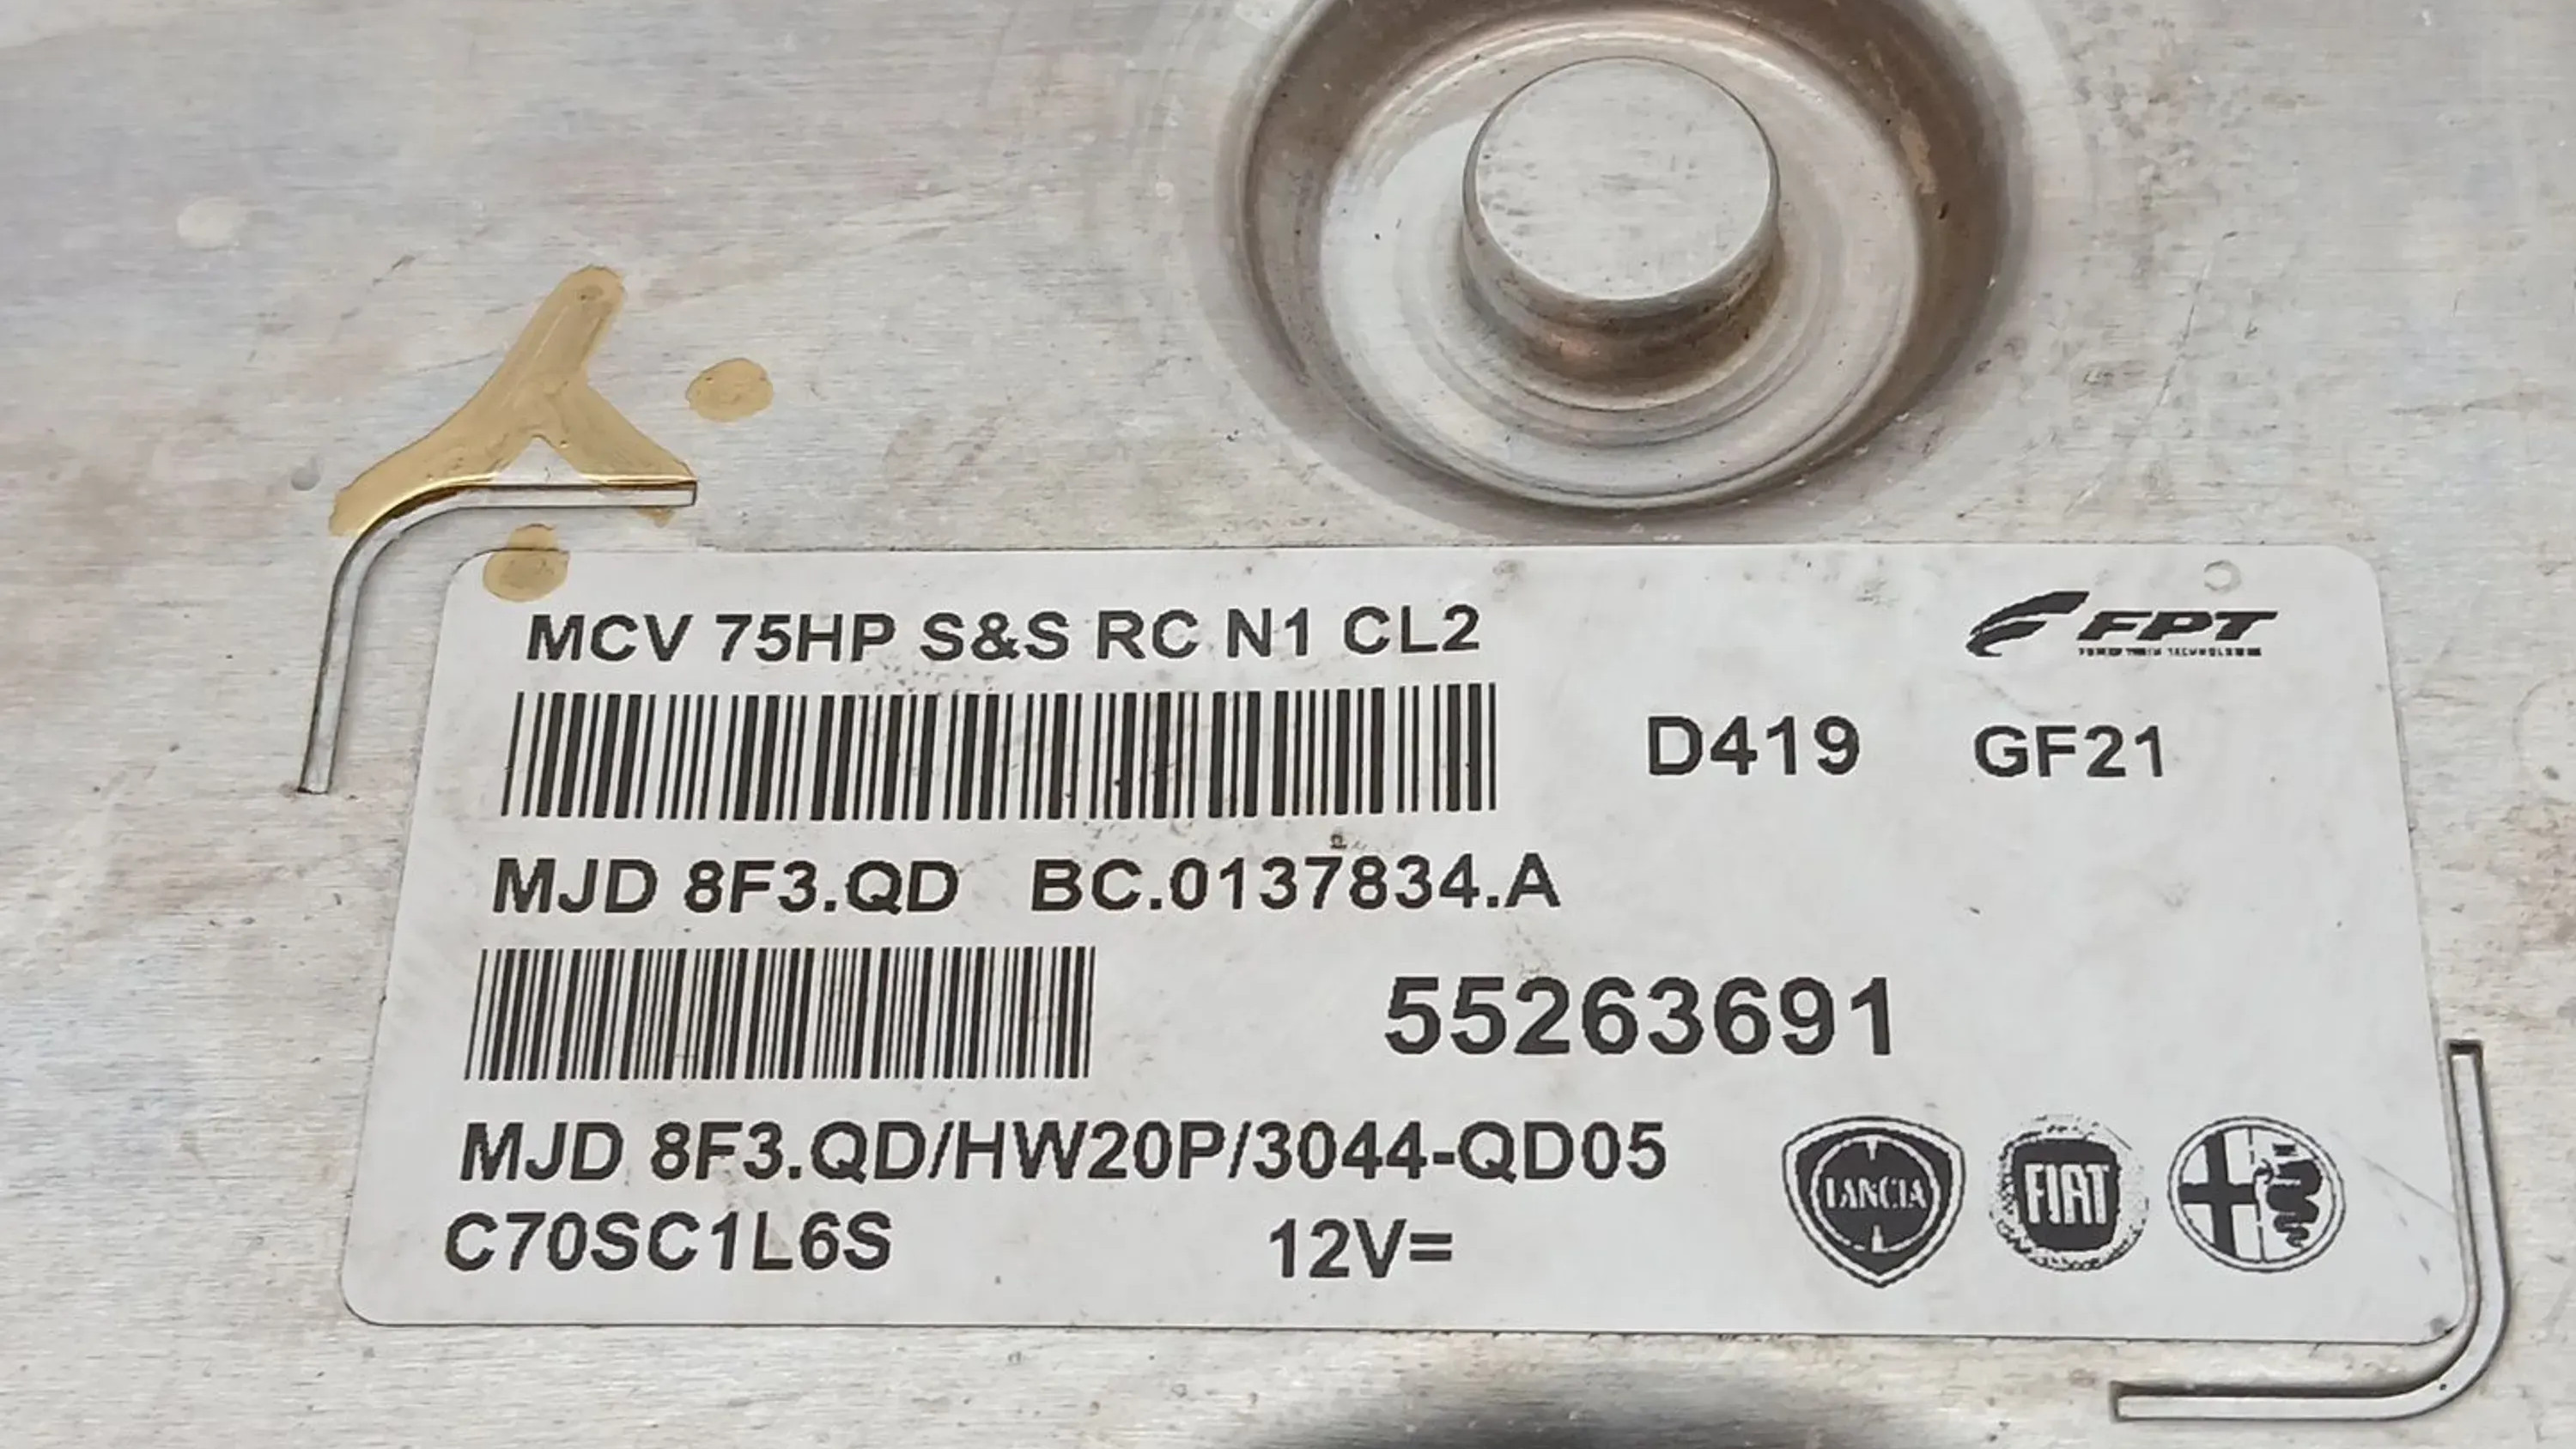 MCV 75HP S&S RC N1 CL2
FPT
D419 GF21
MJD 8F3.QD BC.0137834.A
55263691
MJD 8F3.QD/HW20P/3044-QD05
C70SC1L6S 12V=
LANCIA
FIAT